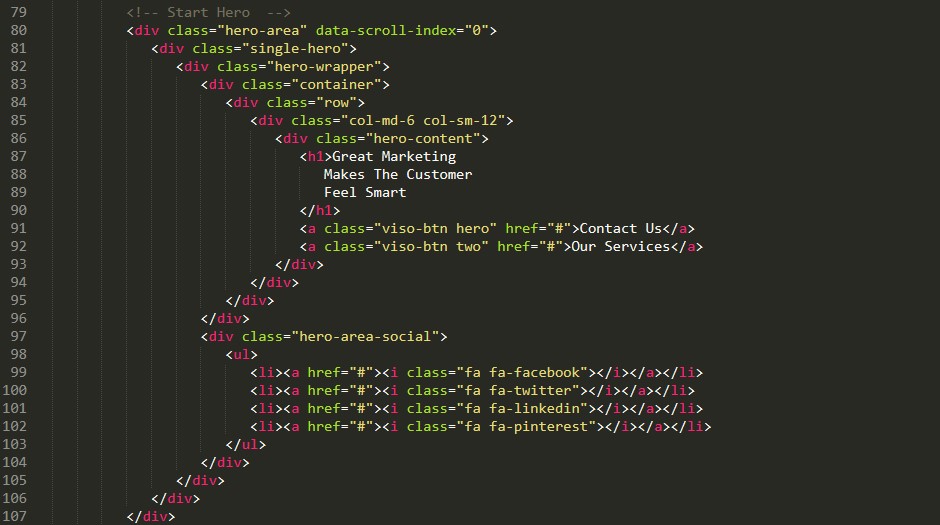 79 <!-- Start Hero  -->
80 <div class="hero-area" data-scroll-index="0">
81 <div class="single-hero">
82 <div class="hero-wrapper">
83 <div class="container">
84 <div class="row">
85 <div class="col-md-6 col-sm-12">
86 <div class="hero-content">
87 <h1>Great Marketing
88 Makes The Customer
89 Feel Smart
90 </h1>
91 <a class="viso-btn hero" href="#">Contact Us</a>
92 <a class="viso-btn two" href="#">Our Services</a>
93 </div>
94 </div>
95 </div>
96 </div>
97 <div class="hero-area-social">
98 <ul>
99 <li><a href="#"><i class="fa fa-facebook"></i></a></li>
100 <li><a href="#"><i class="fa fa-twitter"></i></a></li>
101 <li><a href="#"><i class="fa fa-linkedin"></i></a></li>
102 <li><a href="#"><i class="fa fa-pinterest"></i></a></li>
103 </ul>
104 </div>
105 </div>
106 </div>
107 </div>